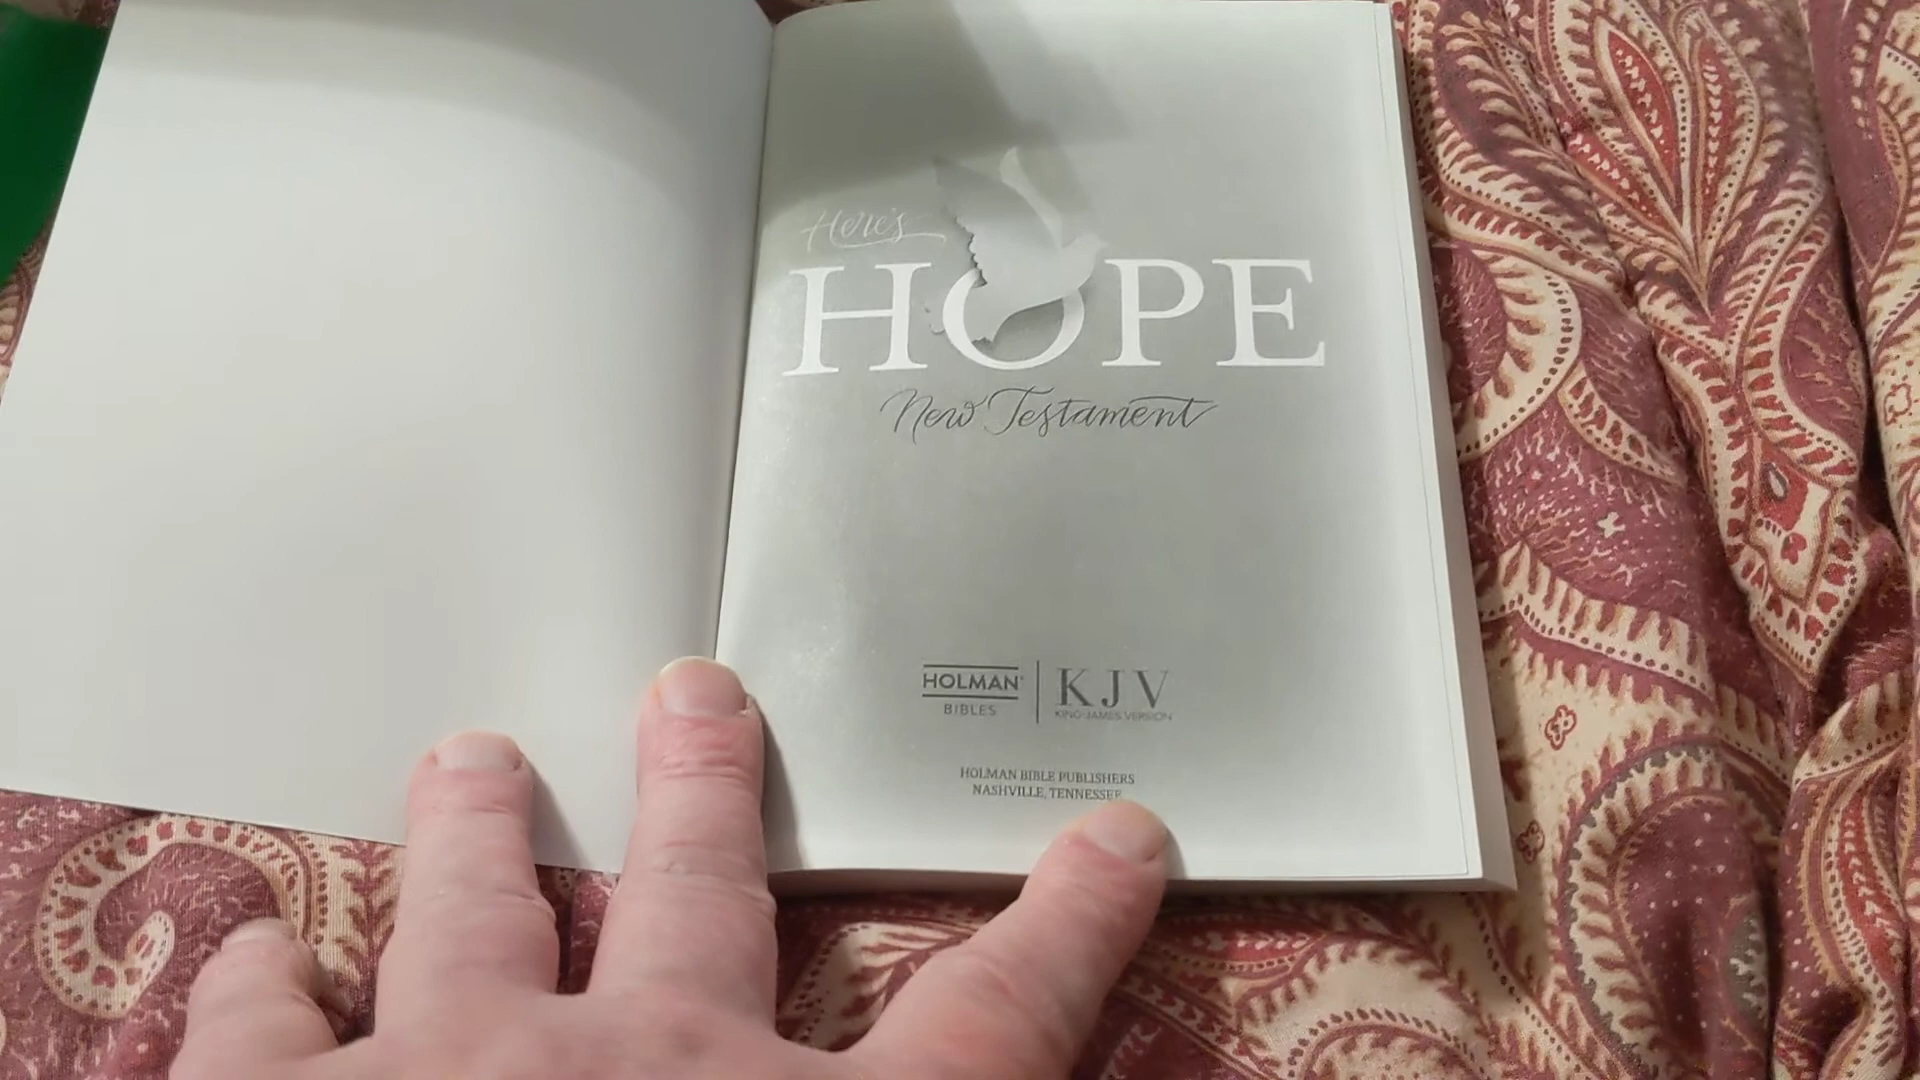 Here's
HOPE
New Testament
HOLMAN®
BIBLES
KJV
KING JAMES VERSION
HOLMAN BIBLE PUBLISHERS
NASHVILLE, TENNESSEE